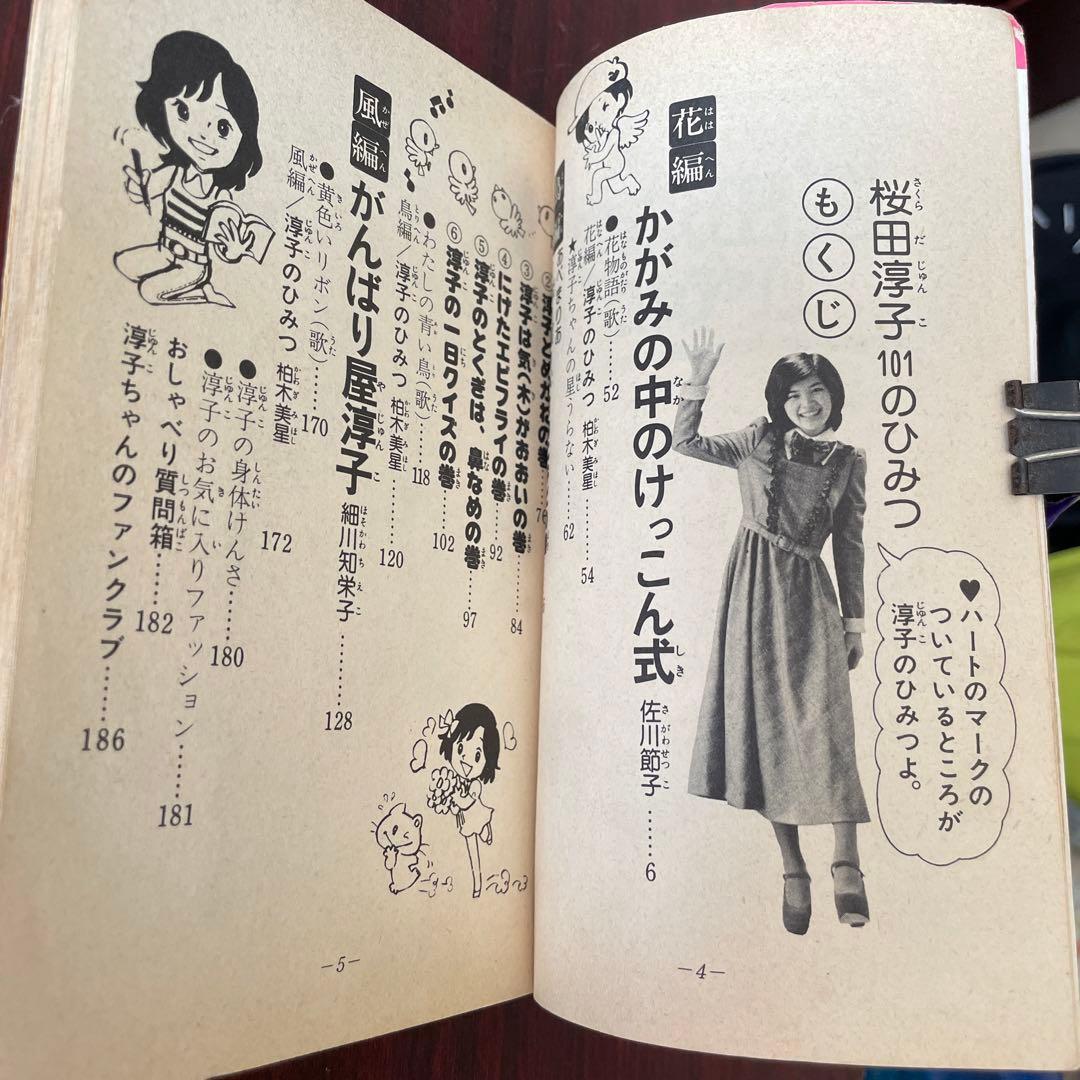 桜田淳子101のひみつ
もくじ
♥ハートのマークの
ついているところが
淳子のひみつよ。
花編
かがみの中のけっこん式 佐川節子……6
●花物語(歌)……52
花編/淳子のひみつ 柏木美星……54
★淳子ちゃんの星うらない……62
—4—
③淳子は気(木)がおおいの巻……84
④にげたエビフライの巻……92
⑤淳子のとくぎは、鼻なめの巻……97
⑥淳子の一日クイズの巻……102
●わたしの青い鳥(歌)……118
鳥編/淳子のひみつ 柏木美星……120
風編
がんばり屋淳子 細川知栄子……128
●黄色いリボン(歌)……170
風編/淳子のひみつ 柏木美星……172
●淳子の身体けんさ……180
●淳子のお気に入りファッション……181
おしゃべり質問箱……182
淳子ちゃんのファンクラブ……186
—5—